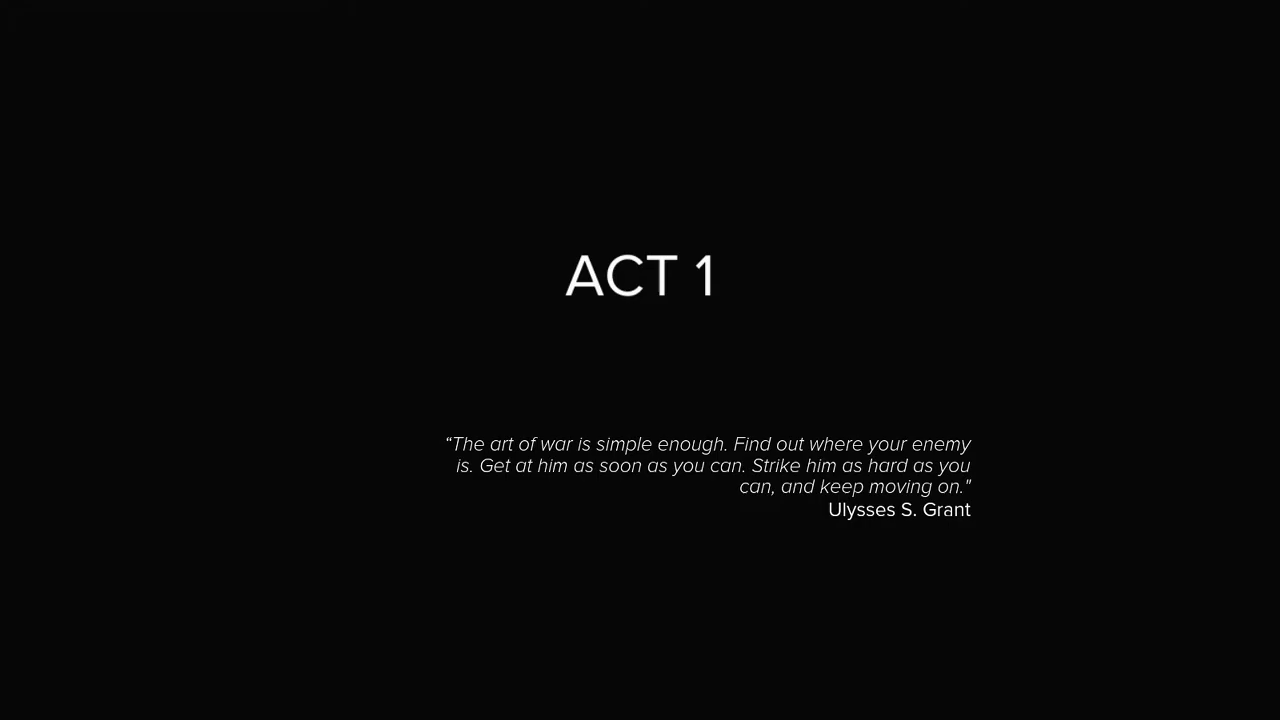 ACT 1
“The art of war is simple enough. Find out where your enemy
is. Get at him as soon as you can. Strike him as hard as you
can, and keep moving on."
Ulysses S. Grant